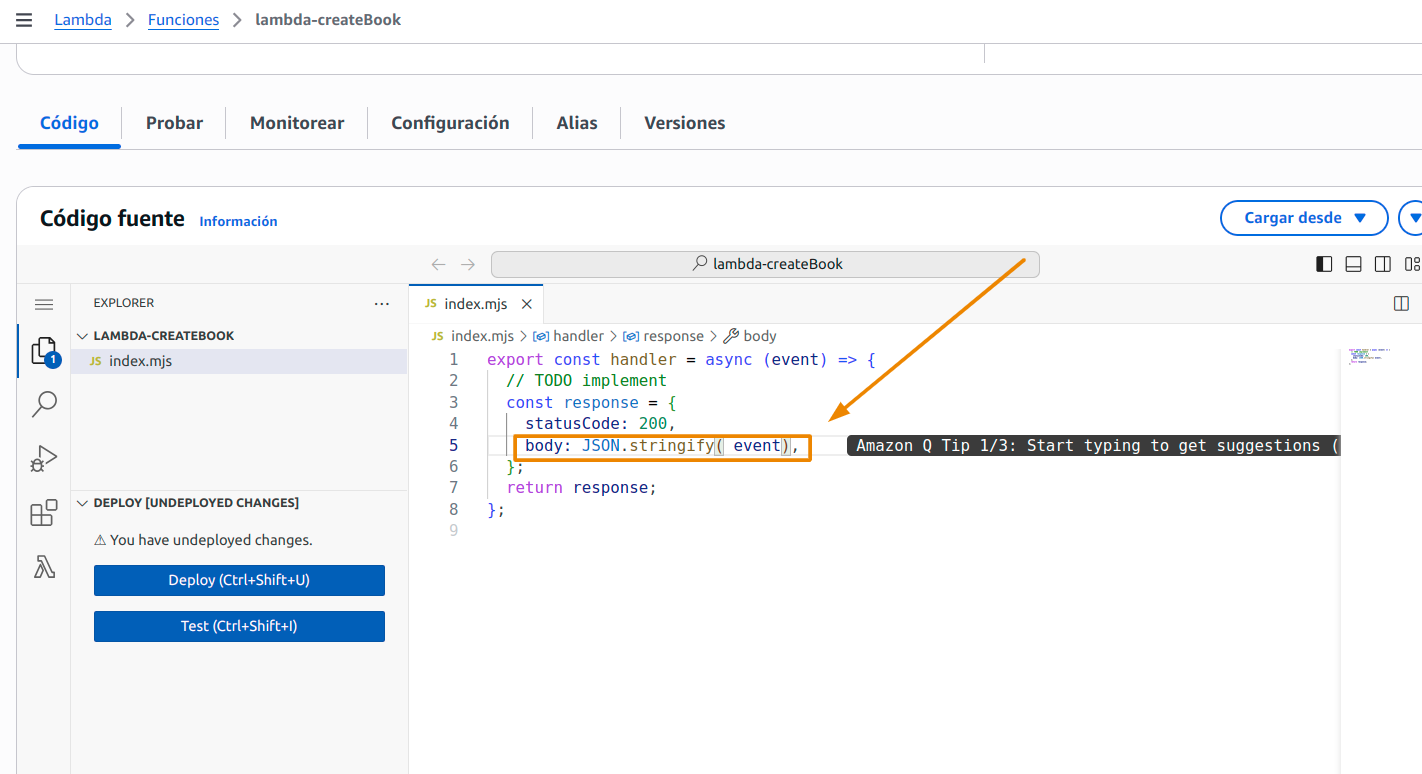 Lambda > Funciones > lambda-createBook
Código Probar Monitorear Configuración Alias Versiones
Código fuente Información Cargar desde
lambda-createBook
EXPLORER
LAMBDA-CREATEBOOK
JS index.mjs
DEPLOY [UNDEPLOYED CHANGES]
⚠ You have undeployed changes.
Deploy (Ctrl+Shift+U)
Test (Ctrl+Shift+I)
JS index.mjs
JS index.mjs > handler > response > body
1 export const handler = async (event) => {
2 // TODO implement
3 const response = {
4 statusCode: 200,
5 body: JSON.stringify( event), Amazon Q Tip 1/3: Start typing to get suggestions (
6 };
7 return response;
8 };
9
1